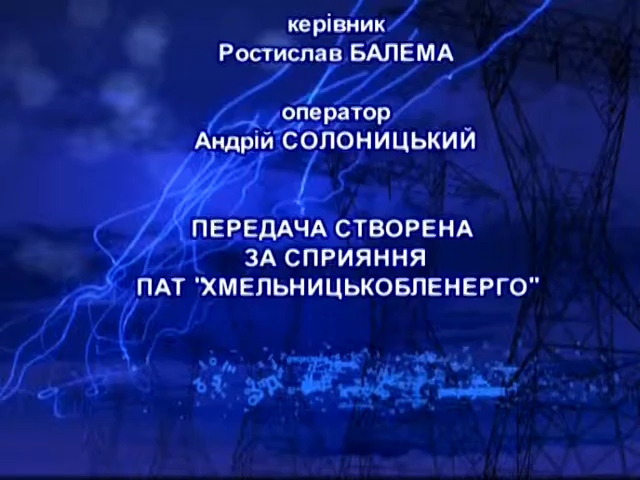 керівник
Ростислав БАЛЕМА
оператор
Андрій СОЛОНИЦЬКИЙ
ПЕРЕДАЧА СТВОРЕНА
ЗА СПРИЯННЯ
ПАТ "ХМЕЛЬНИЦЬКОБЛЕНЕРГО"